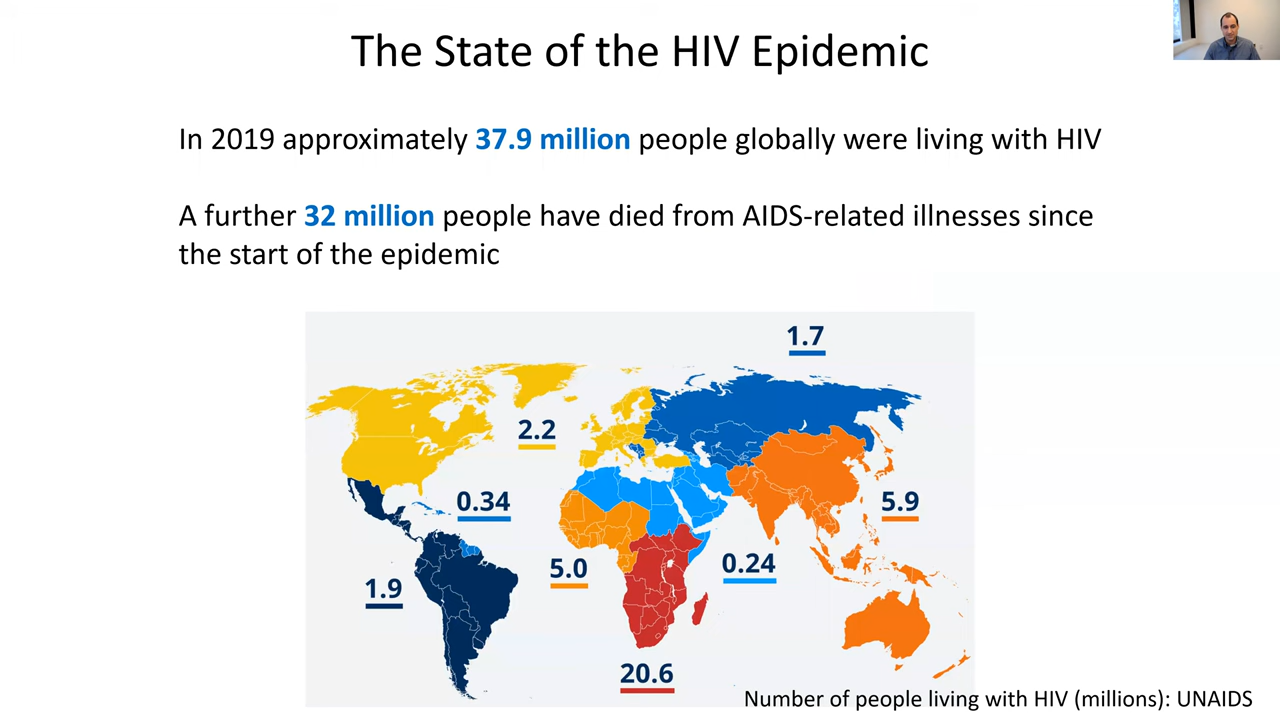 The State of the HIV Epidemic
In 2019 approximately 37.9 million people globally were living with HIV
A further 32 million people have died from AIDS-related illnesses since
the start of the epidemic
1.7
2.2
0.34
5.9
5.0
0.24
1.9
20.6
Number of people living with HIV (millions): UNAIDS